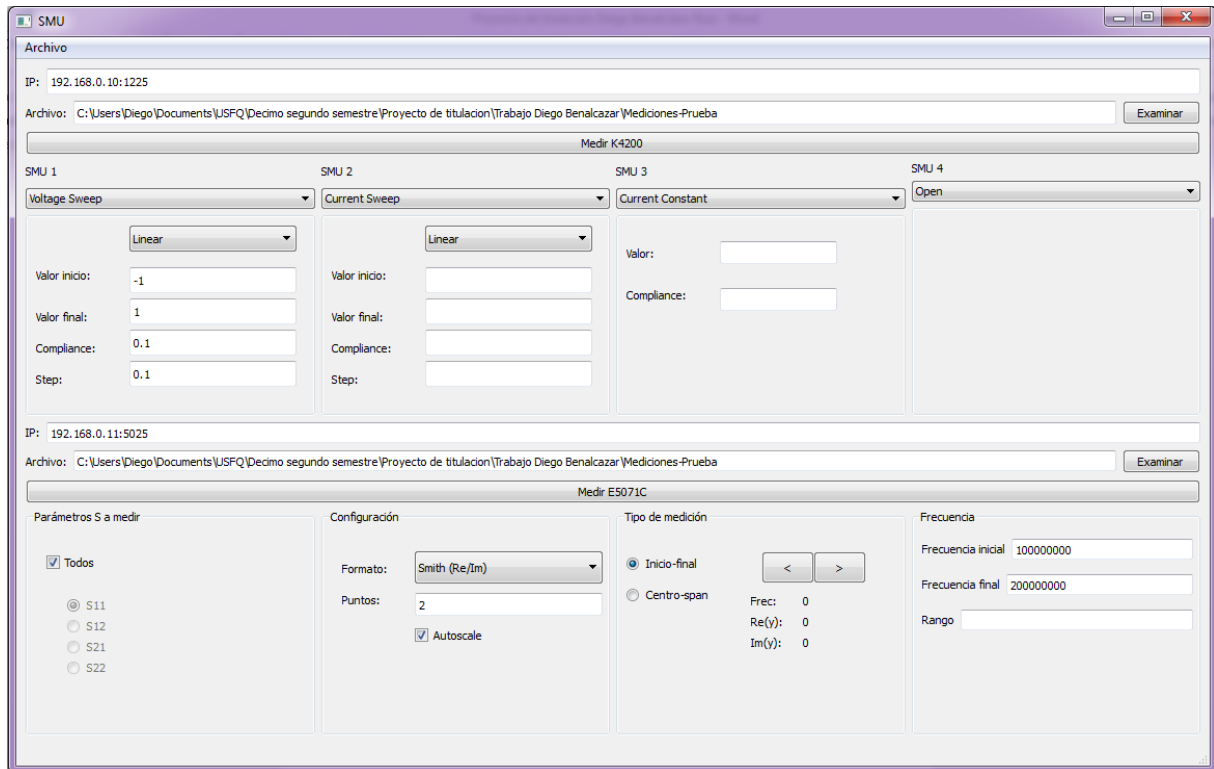 SMU
Archivo
IP: 192.168.0.10:1225
Archivo: C:\Users\Diego\Documents\USFQ\Decimo segundo semestre\Proyecto de titulacion\Trabajo Diego Benalcazar\Mediciones-Prueba Examinar
Medir K4200
SMU 1 SMU 2 SMU 3 SMU 4
Voltage Sweep Current Sweep Current Constant Open
Linear Linear
Valor: 
Valor inicio: -1 Valor inicio:
Compliance:
Valor final: 1 Valor final:
Compliance: 0.1 Compliance:
Step: 0.1 Step:
IP: 192.168.0.11:5025
Archivo: C:\Users\Diego\Documents\USFQ\Decimo segundo semestre\Proyecto de titulacion\Trabajo Diego Benalcazar\Mediciones-Prueba Examinar
Medir E5071C
Parámetros S a medir Configuración Tipo de medición Frecuencia
Frecuencia inicial 100000000
Todos Formato: Smith (Re/Im) Inicio-final < >
Frecuencia final 200000000
S11 Puntos: 2 Centro-span Frec: 0
S12 Re(y): 0 Rango
Autoscale
S21 Im(y): 0
S22